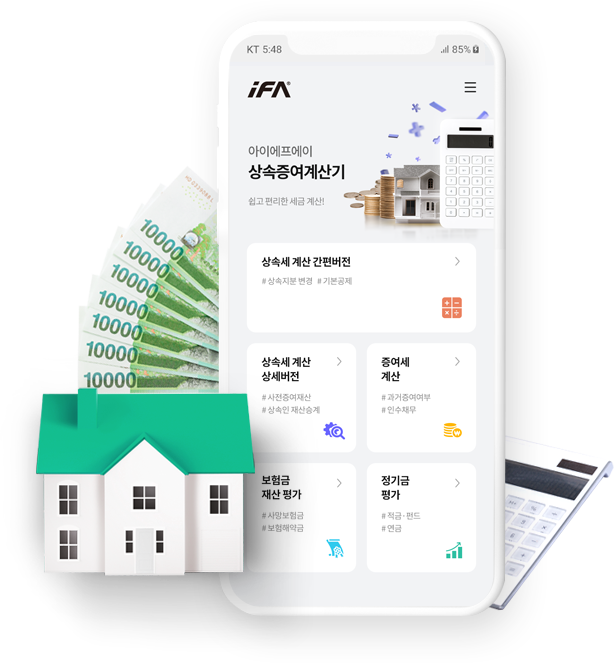 KT 5:48
85%
iFA
아이에프에이
상속증여계산기
쉽고 편리한 세금 계산!
상속세 계산 간편버전
# 상속지분 변경 # 기본공제
상속세 계산
상세버전
# 사전증여재산
# 상속인 재산승계
증여세
계산
# 과거증여여부
# 인수채무
보험금
재산 평가
# 사망보험금
# 보험해약금
정기금
평가
# 적금·펀드
# 연금
10000
10000
10000
10000
10000
10000
10000